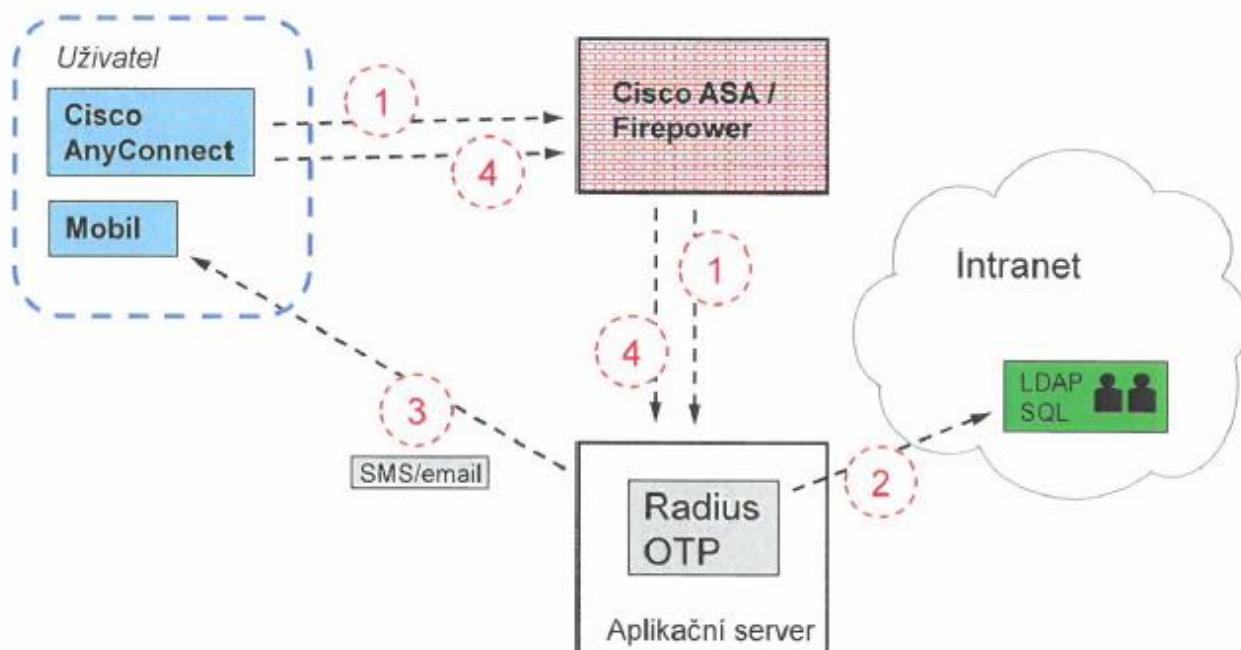 Uživatel
Cisco
AnyConnect
Mobil
1
4
Cisco ASA /
Firepower
1
4
Intranet
LDAP
SQL
3
SMS/email
2
Radius
OTP
Aplikační server